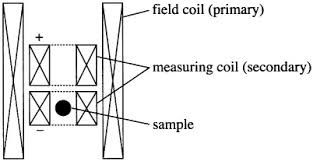 field coil (primary)
+
measuring coil (secondary)
sample
−